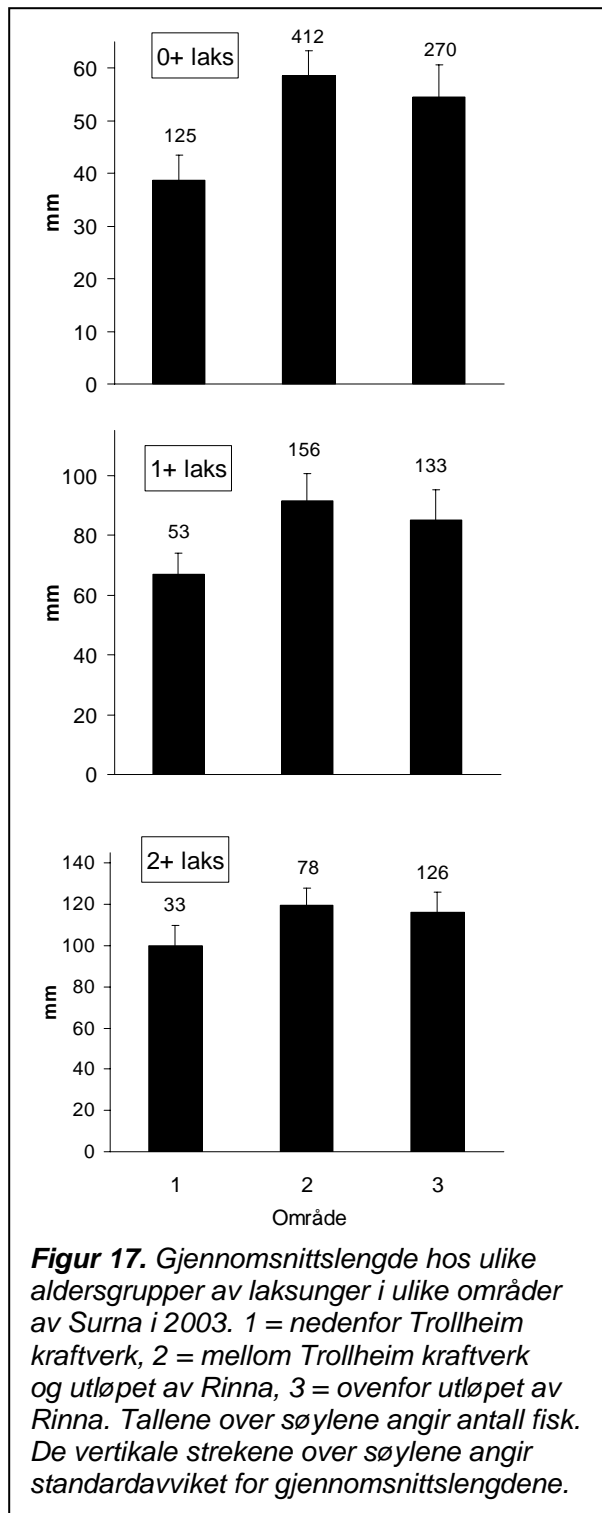 0+ laks
412
270
125
60
50
40
30
20
10
0
mm
1+ laks
156
133
53
100
80
60
40
20
0
mm
2+ laks
78
126
33
140
120
100
80
60
40
20
0
mm
1 2 3
Område
Figur 17. Gjennomsnittslengde hos ulike
aldersgrupper av laksunger i ulike områder
av Surna i 2003. 1 = nedenfor Trollheim
kraftverk, 2 = mellom Trollheim kraftverk
og utløpet av Rinna, 3 = ovenfor utløpet av
Rinna. Tallene over søylene angir antall fisk.
De vertikale strekene over søylene angir
standardavviket for gjennomsnittslengdene.